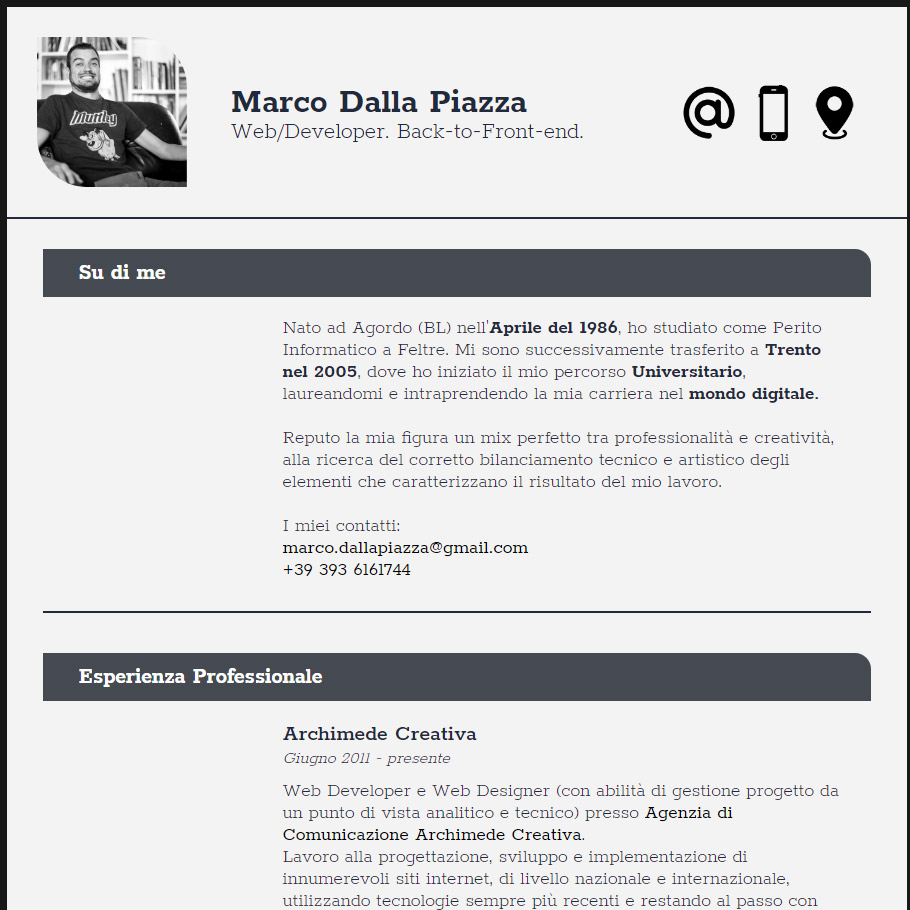 Muttley
Marco Dalla Piazza
Web/Developer. Back-to-Front-end.
Su di me
Nato ad Agordo (BL) nell'Aprile del 1986, ho studiato come Perito
Informatico a Feltre. Mi sono successivamente trasferito a Trento
nel 2005, dove ho iniziato il mio percorso Universitario,
laureandomi e intraprendendo la mia carriera nel mondo digitale.
Reputo la mia figura un mix perfetto tra professionalità e creatività,
alla ricerca del corretto bilanciamento tecnico e artistico degli
elementi che caratterizzano il risultato del mio lavoro.
I miei contatti:
marco.dallapiazza@gmail.com
+39 393 6161744
Esperienza Professionale
Archimede Creativa
Giugno 2011 - presente
Web Developer e Web Designer (con abilità di gestione progetto da
un punto di vista analitico e tecnico) presso Agenzia di
Comunicazione Archimede Creativa.
Lavoro alla progettazione, sviluppo e implementazione di
innumerevoli siti internet, di livello nazionale e internazionale,
utilizzando tecnologie sempre più recenti e restando al passo con